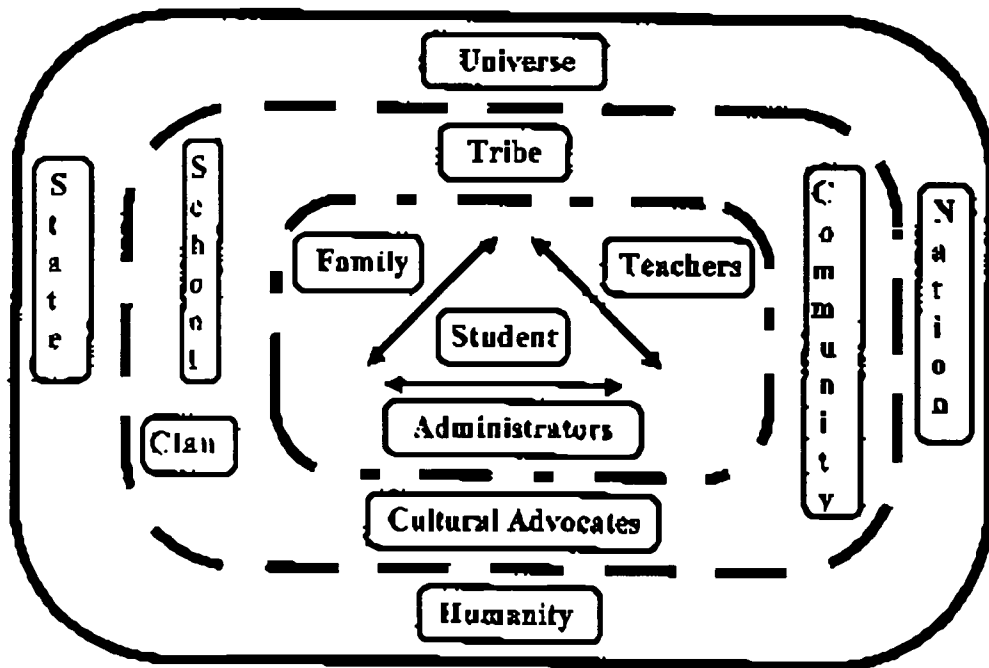 Universe
Tribe
State
School
Community
Nation
Family
Teachers
Student
Administrators
Clan
Cultural Advocates
Humanity